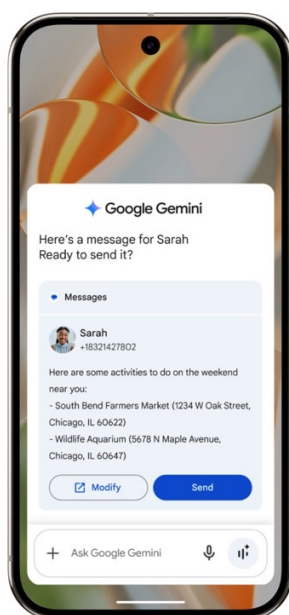 Google Gemini
Here's a message for Sarah
Ready to send it?
Messages
Sarah
+18321427802
Here are some activities to do on the weekend
near you:
- South Bend Farmers Market (1234 W Oak Street,
Chicago, IL 60622)
- Wildlife Aquarium (5678 N Maple Avenue,
Chicago, IL 60647)
Modify
Send
Ask Google Gemini